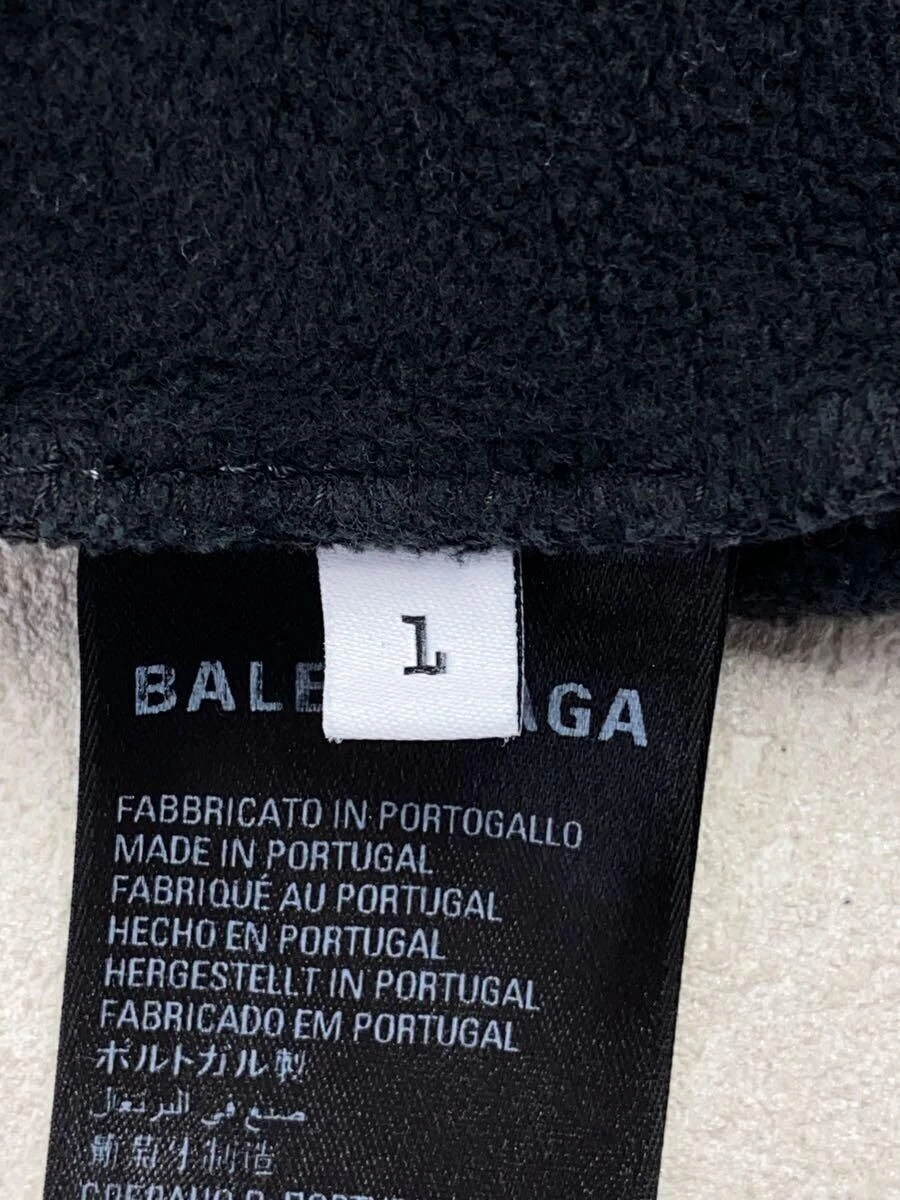 1
BALE AGA
FABBRICATO IN PORTOGALLO
MADE IN PORTUGAL
FABRIQUÉ AU PORTUGAL
HECHO EN PORTUGAL
HERGESTELLT IN PORTUGAL
FABRICADO EM PORTUGAL
ポルトガル製
صنع في البرتغال
葡萄牙制造